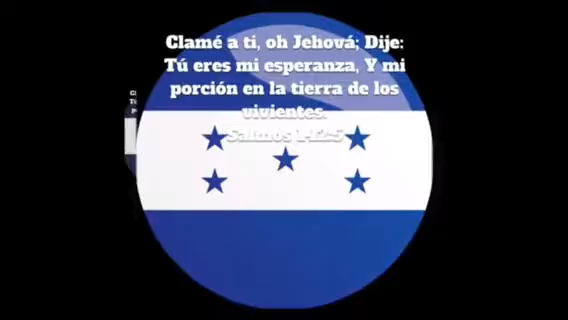 Clamé a ti, oh Jehová; Dije:
Tú eres mi esperanza, Y mi
porción en la tierra de los
vivientes.
Salmos 142:5